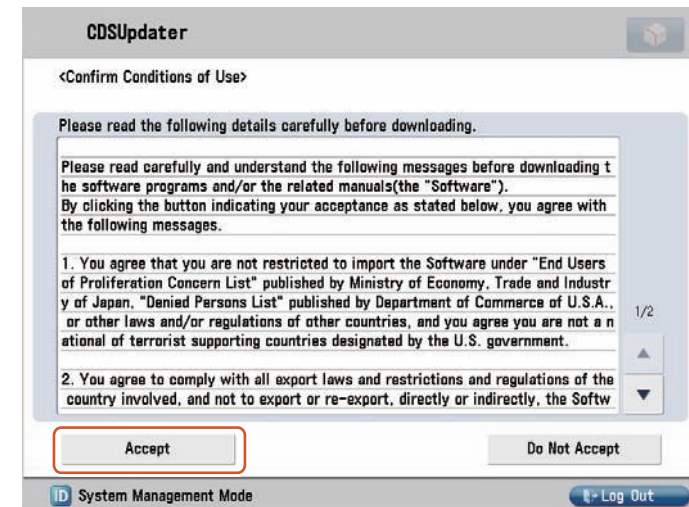 CDSUpdater
<Confirm Conditions of Use>
Please read the following details carefully before downloading.
Please read carefully and understand the following messages before downloading t
he software programs and/or the related manuals(the "Software").
By clicking the button indicating your acceptance as stated below, you agree with
the following messages.
1. You agree that you are not restricted to import the Software under "End Users
of Proliferation Concern List" published by Ministry of Economy, Trade and Industr
y of Japan, "Denied Persons List" published by Department of Commerce of U.S.A.,
or other laws and/or regulations of other countries, and you agree you are not a n
ational of terrorist supporting countries designated by the U.S. government.
1/2
2. You agree to comply with all export laws and restrictions and regulations of the
country involved, and not to export or re-export, directly or indirectly, the Softw
Accept
Do Not Accept
ID System Management Mode
Log Out